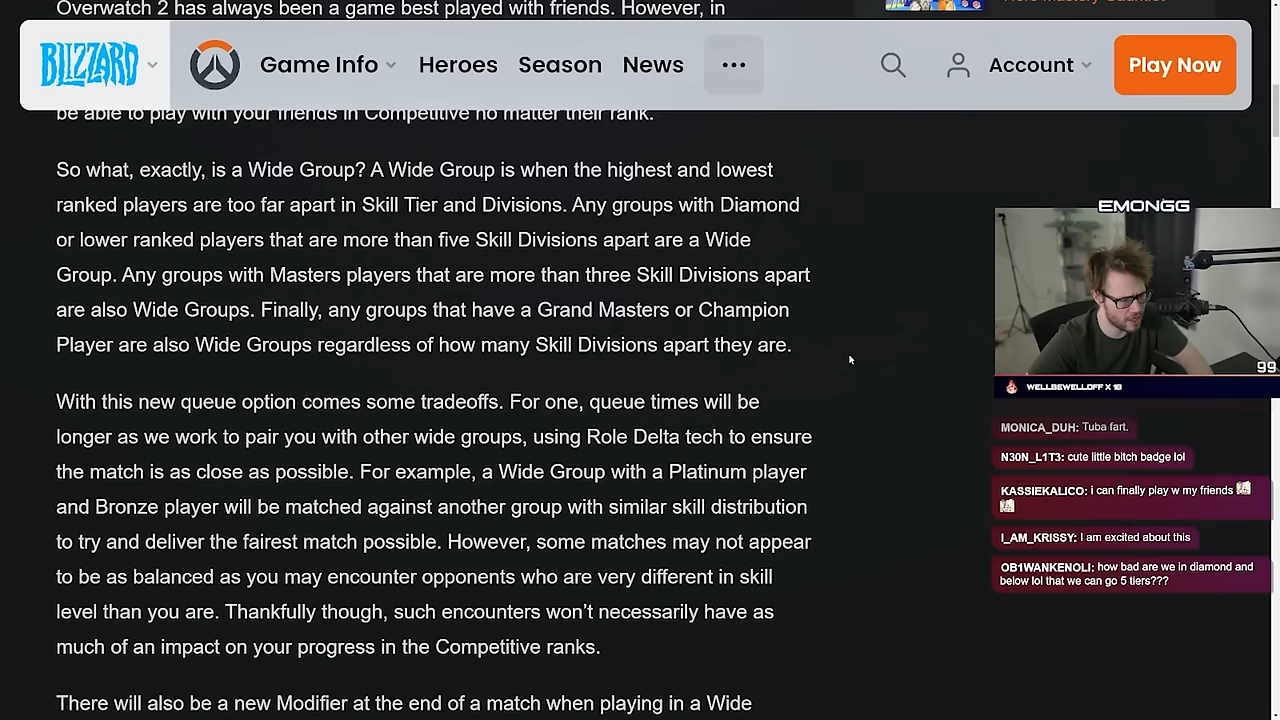 Overwatch 2 has always been a game best played with friends. However, in
BLIZZARD
Game Info
Heroes
Season
News
Account
Play Now
be able to play with your friends in Competitive no matter their rank.
So what, exactly, is a Wide Group? A Wide Group is when the highest and lowest
ranked players are too far apart in Skill Tier and Divisions. Any groups with Diamond
or lower ranked players that are more than five Skill Divisions apart are a Wide
Group. Any groups with Masters players that are more than three Skill Divisions apart
are also Wide Groups. Finally, any groups that have a Grand Masters or Champion
Player are also Wide Groups regardless of how many Skill Divisions apart they are.
With this new queue option comes some tradeoffs. For one, queue times will be
longer as we work to pair you with other wide groups, using Role Delta tech to ensure
the match is as close as possible. For example, a Wide Group with a Platinum player
and Bronze player will be matched against another group with similar skill distribution
to try and deliver the fairest match possible. However, some matches may not appear
to be as balanced as you may encounter opponents who are very different in skill
level than you are. Thankfully though, such encounters won't necessarily have as
much of an impact on your progress in the Competitive ranks.
There will also be a new Modifier at the end of a match when playing in a Wide
EMONGG
99
WELLBEWELLOFF X 18
MONICA_DUH: Tuba fart.
N30N_L1T3: cute little bitch badge lol
KASSIEKALICO: i can finally play w my friends
I_AM_KRISSY: I am excited about this
OB1WANKENOLI: how bad are we in diamond and
below lol that we can go 5 tiers???